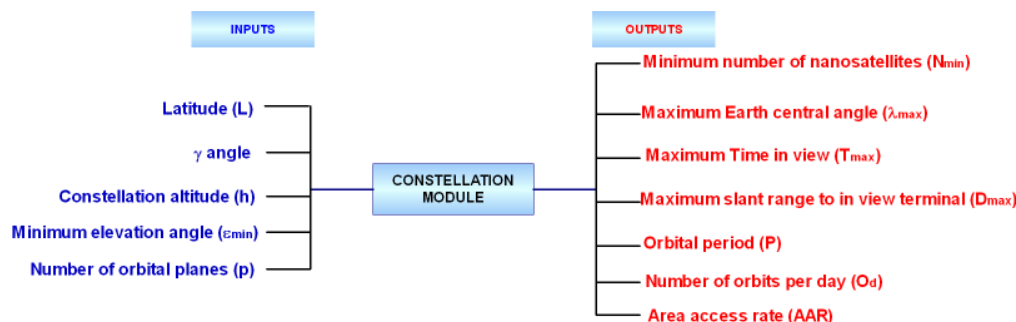 INPUTS
Latitude (L)
γ angle
Constellation altitude (h)
Minimum elevation angle (εmin)
Number of orbital planes (p)
CONSTELLATION
MODULE
OUTPUTS
Minimum number of nanosatellites (Nmin)
Maximum Earth central angle (λmax)
Maximum Time in view (Tmax)
Maximum slant range to in view terminal (Dmax)
Orbital period (P)
Number of orbits per day (Od)
Area access rate (AAR)